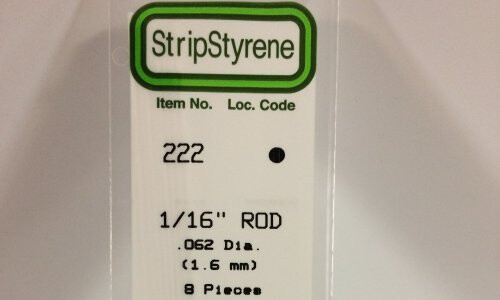 StripStyrene
Item No. Loc. Code
222
1/16" ROD
.062 Dia.
(1.6 mm)
8 Pieces